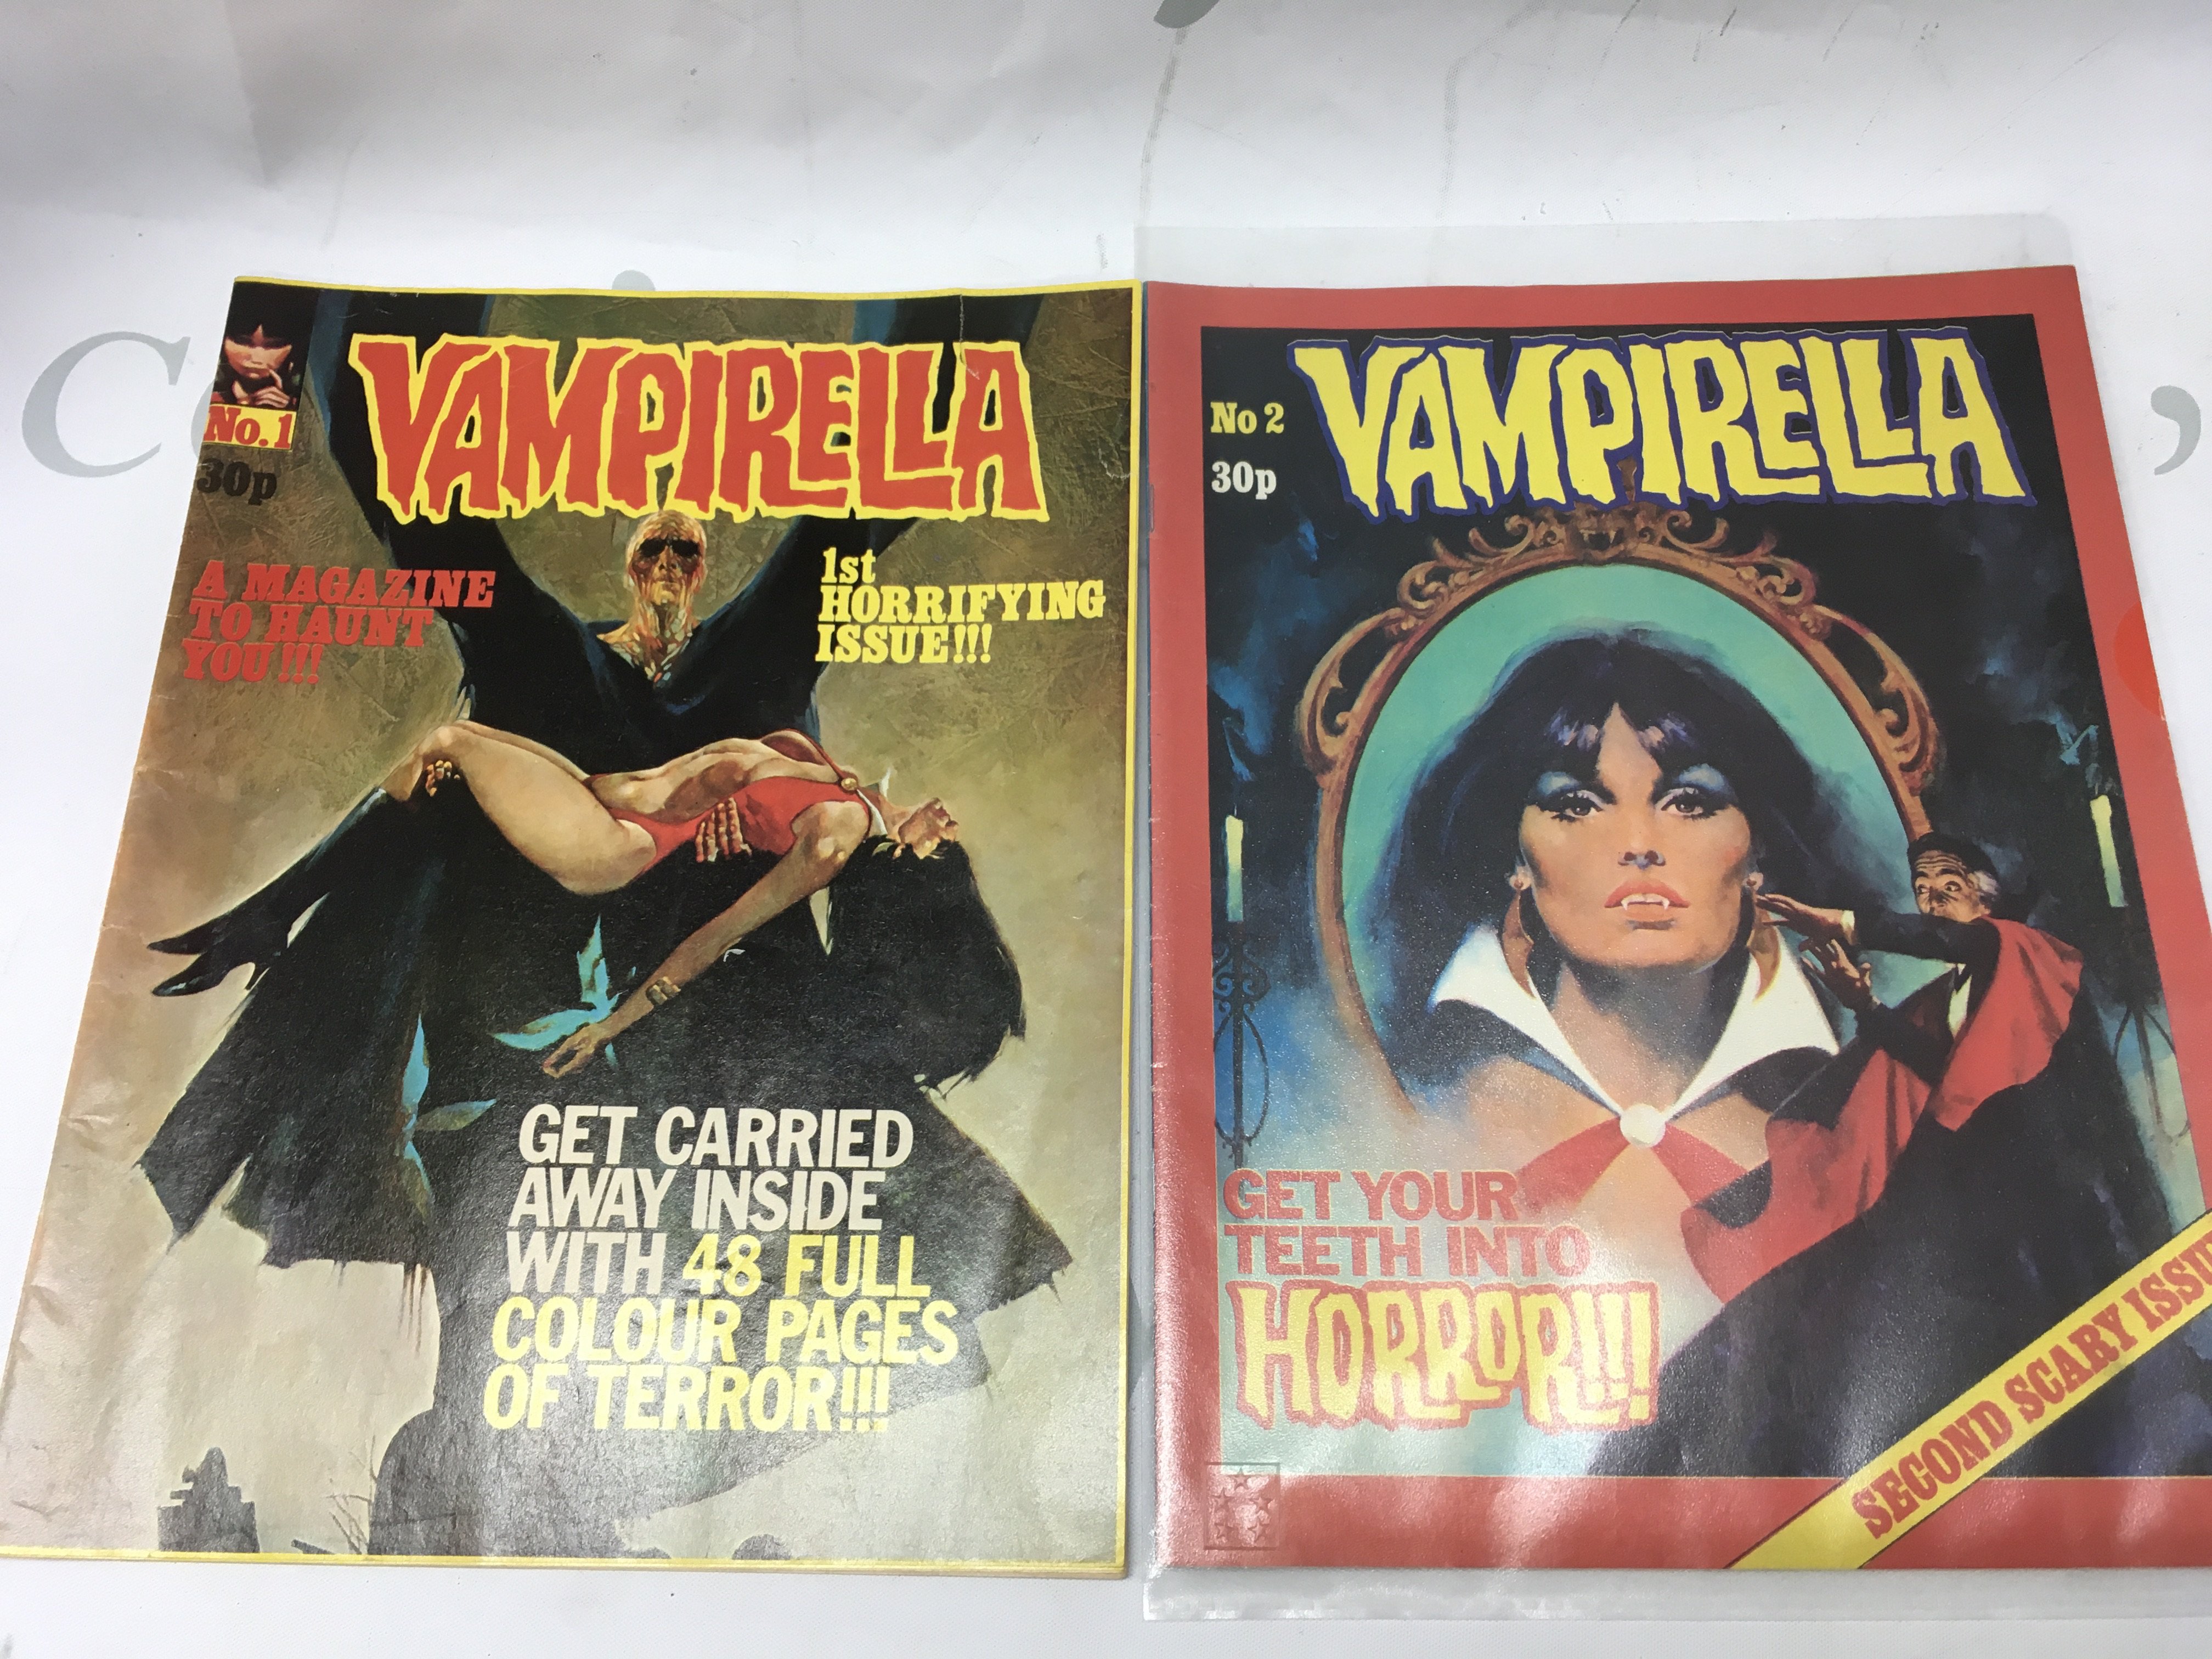 VAMPIRELLA
No.1
30p
A MAGAZINE
TO HAUNT
YOU!!!
1st
HORRIFYING
ISSUE!!!
GET CARRIED
AWAY INSIDE
WITH 48 FULL
COLOUR PAGES
OF TERROR!!!
VAMPIRELLA
No 2
30p
GET YOUR
TEETH INTO
HORROR!!!
SECOND SCARY ISSU